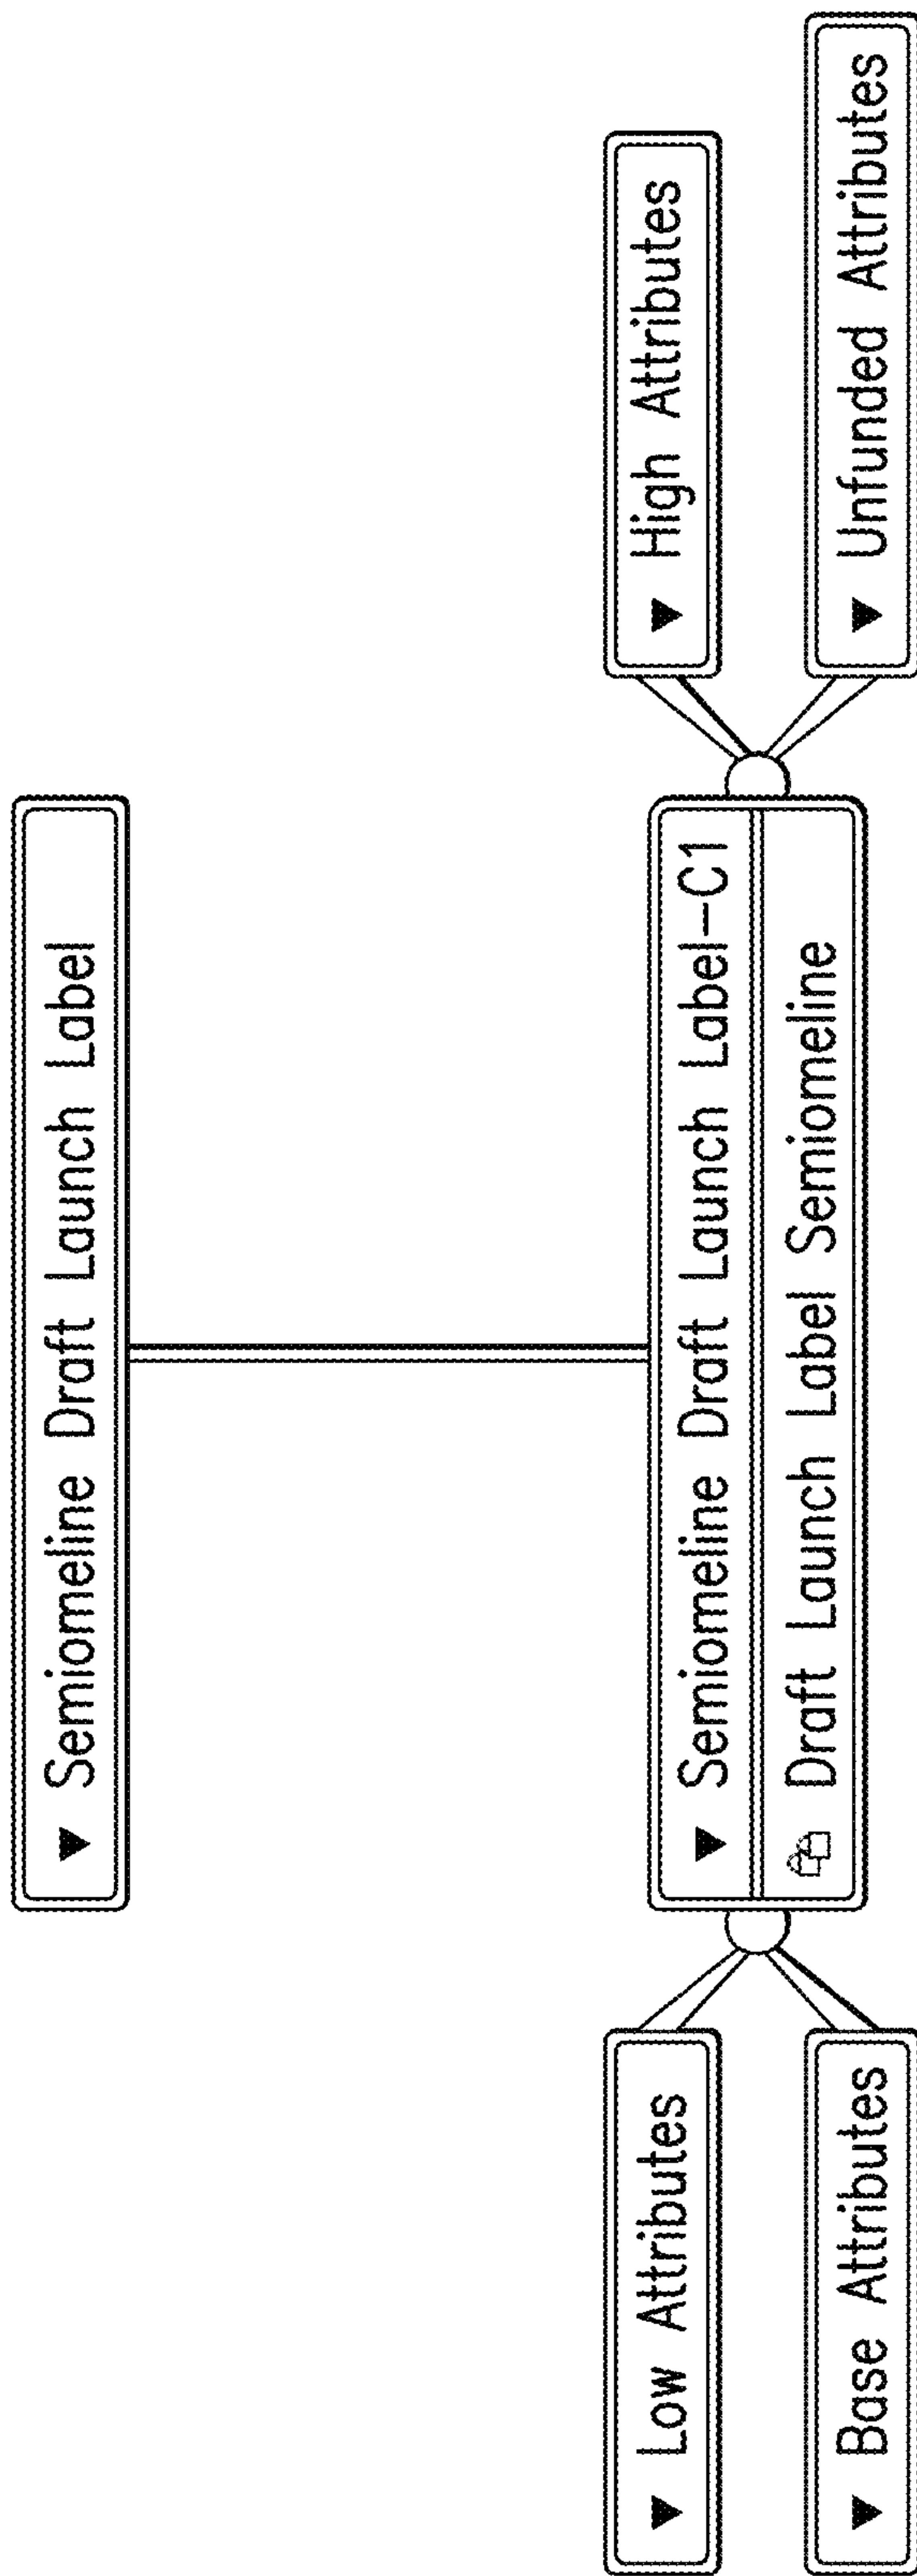 Semiomeline Draft Launch Label
Low Attributes
Base Attributes
Semiomeline Draft Launch Label-C1
Draft Launch Label Semiomeline
High Attributes
Unfunded Attributes